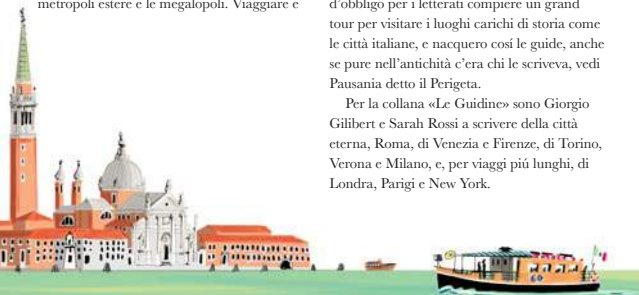 metropoli estere e le megalopoli. Viaggiare e
d'obbligo per i letterati compiere un grand
tour per visitare i luoghi carichi di storia come
le città italiane, e nacquero cosí le guide, anche
se pure nell'antichità c'era chi le scriveva, vedi
Pausania detto il Perigeta.
Per la collana «Le Guidine» sono Giorgio
Gilibert e Sarah Rossi a scrivere della città
eterna, Roma, di Venezia e Firenze, di Torino,
Verona e Milano, e, per viaggi piú lunghi, di
Londra, Parigi e New York.